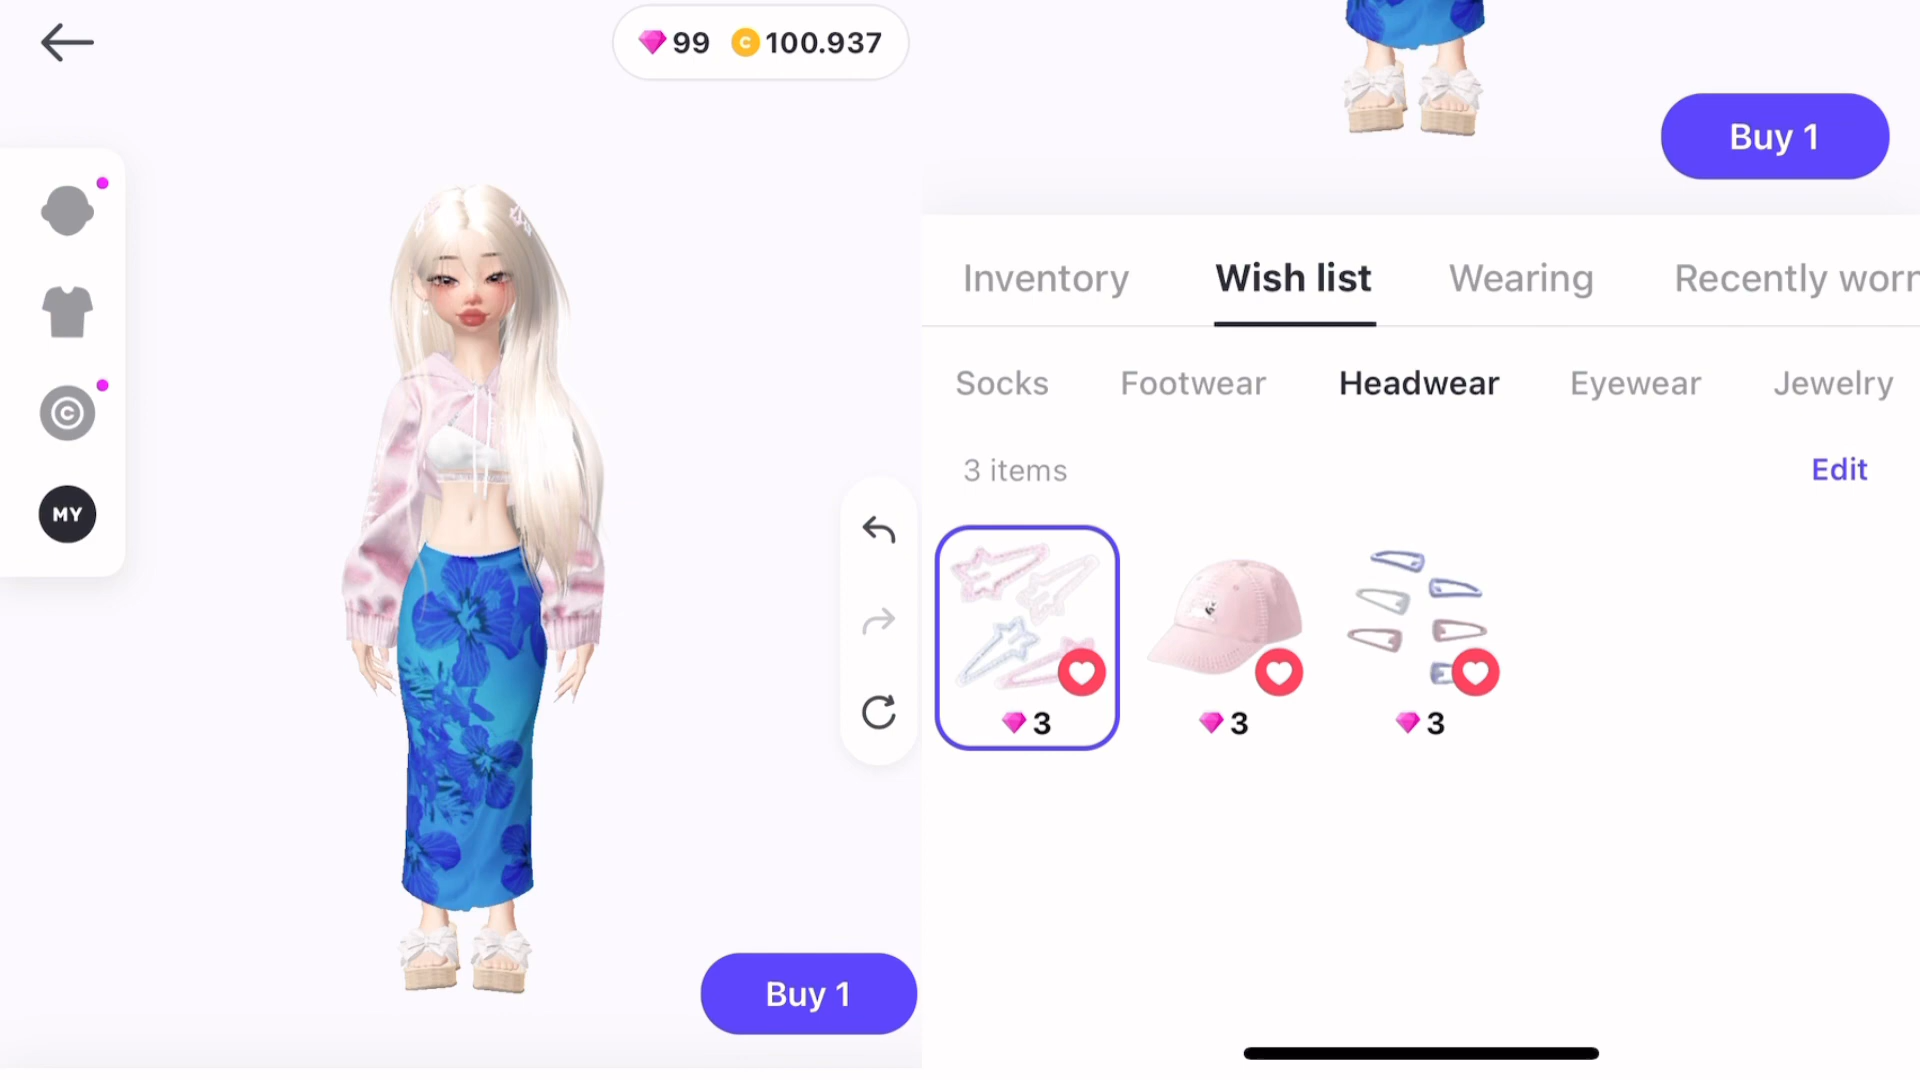 99 C 100.937
C
MY
Buy 1
Buy 1
Inventory Wish list Wearing Recently worn
Socks Footwear Headwear Eyewear Jewelry
3 items Edit
3 3 3